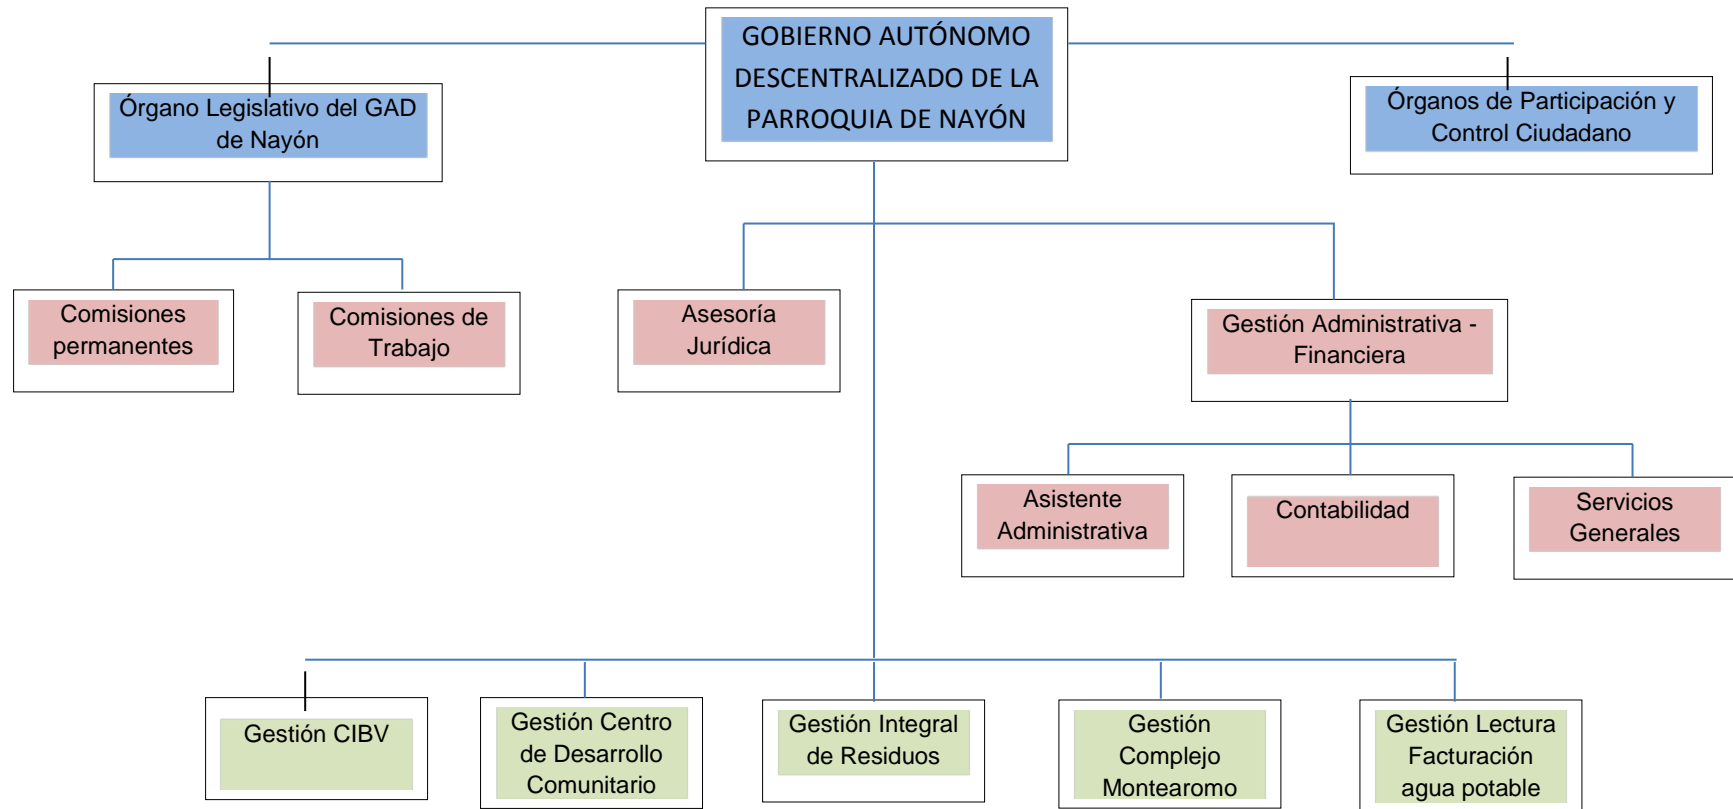 GOBIERNO AUTÓNOMO
DESCENTRALIZADO DE LA
PARROQUIA DE NAYÓN
Órgano Legislativo del GAD
de Nayón
Órganos de Participación y
Control Ciudadano
Comisiones
permanentes
Comisiones de
Trabajo
Asesoría
Jurídica
Gestión Administrativa -
Financiera
Asistente
Administrativa
Contabilidad
Servicios
Generales
Gestión CIBV
Gestión Centro
de Desarrollo
Comunitario
Gestión Integral
de Residuos
Gestión
Complejo
Montearomo
Gestión Lectura
Facturación
agua potable